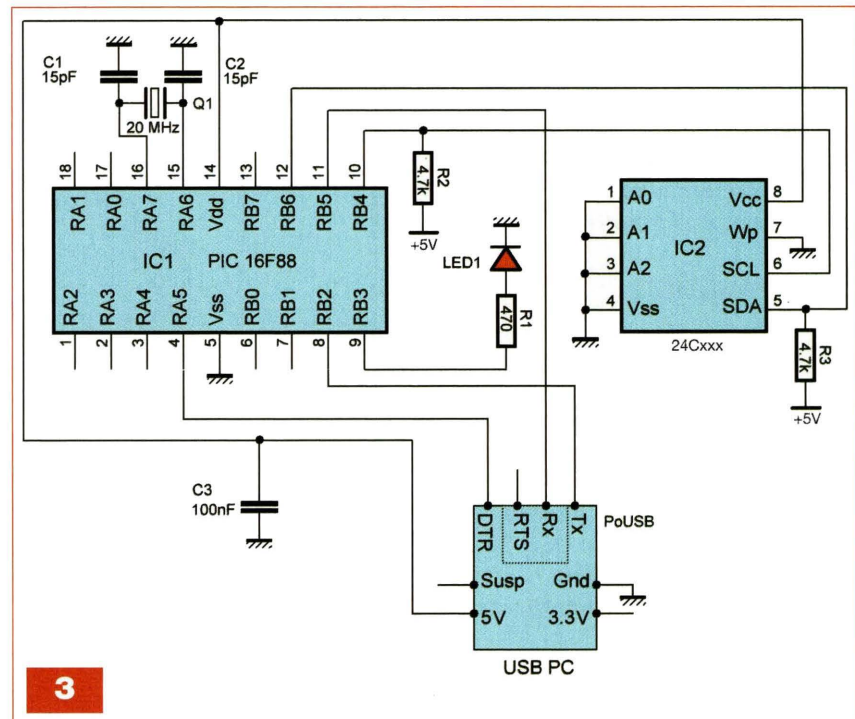 C1
15pF
C2
15pF
Q1
20 MHz
18 17 16 15 14 13 12 11 10
RA1 RA0 RA7 RA6 Vdd RB7 RB6 RB5 RB4
IC1 PIC 16F88
RA2 RA3 RA4 RA5 Vss RB0 RB1 RB2 RB3
1 2 3 4 5 6 7 8 9
R2
4.7k
+5V
LED1
R1
470
1 A0 Vcc 8
2 A1 Wp 7
IC2
3 A2 SCL 6
4 Vss SDA 5
24Cxxx
R3
4.7k
+5V
C3
100nF
DTR RTS Rx Tx
PoUSB
Susp Gnd
5V 3.3V
USB PC
3